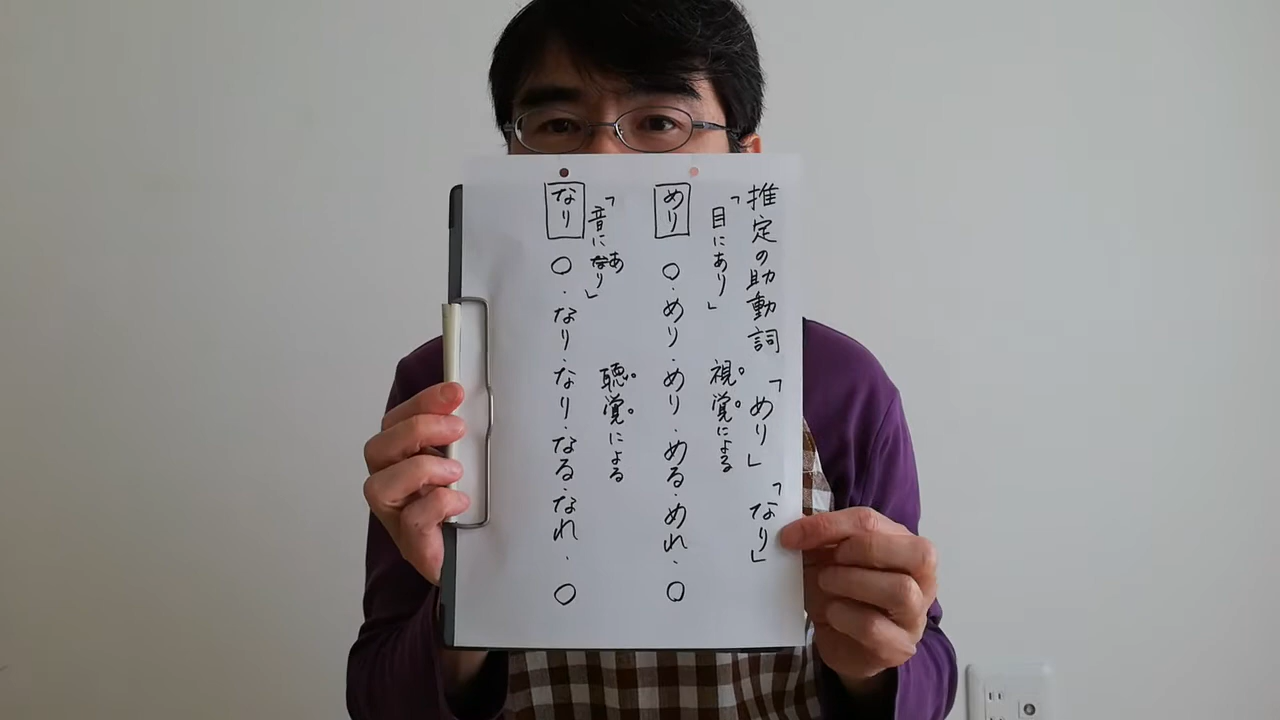 推定の助動詞「めり」「なり」
「目にあり」視覚による
めり ○・めり・めり・める・めれ・○
「音にあり」聴覚による
なり ○・なり・なり・なる・なれ・○